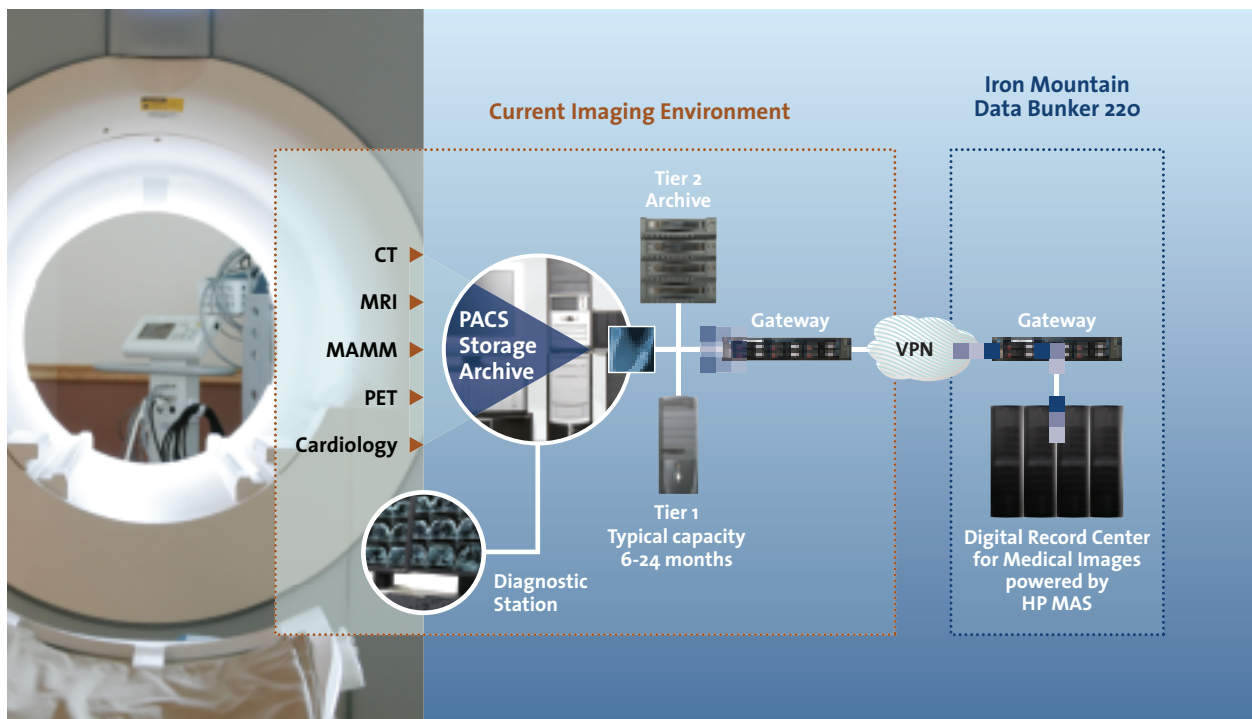 Current Imaging Environment
Iron Mountain
Data Bunker 220
CT
MRI
MAMM
PET
Cardiology
PACS
Storage
Archive
Diagnostic
Station
Tier 2
Archive
Tier 1
Typical capacity
6-24 months
Gateway
VPN
Gateway
Digital Record Center
for Medical Images
powered by
HP MAS